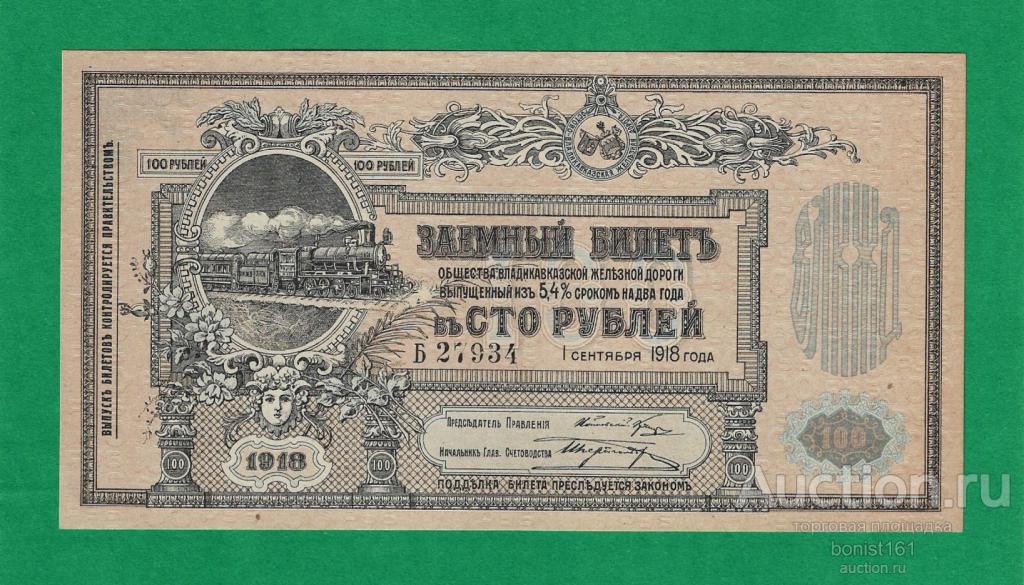 ВЫПУСКЪ БИЛЕТОВЪ КОНТРОЛИРУЕТСЯ ПРАВИТЕЛЬСТВОМЪ.
100 РУБЛЕЙ
100 РУБЛЕЙ
ЗАЕМНЫЙ БИЛЕТЪ
ОБЩЕСТВА ВЛАДИКАВКАЗСКОЙ ЖЕЛѢЗНОЙ ДОРОГИ
ВЫПУЩЕННЫЙ ИЗЪ 5,4% СРОКОМЪ НА ДВА ГОДА
въ СТО РУБЛЕЙ
Б 27934
1 СЕНТЯБРЯ 1918 ГОДА
ПРЕДСѢДАТЕЛЬ ПРАВЛЕНІЯ
НАЧАЛЬНИКЪ ГЛАВ. СЧЕТОВОДСТВА
ПОДДѢЛКА БИЛЕТА ПРЕСЛѢДУЕТСЯ ЗАКОНОМЪ
100
1918
100
100
100
Auction.ru
торговая площадка
bonist161
auction.ru